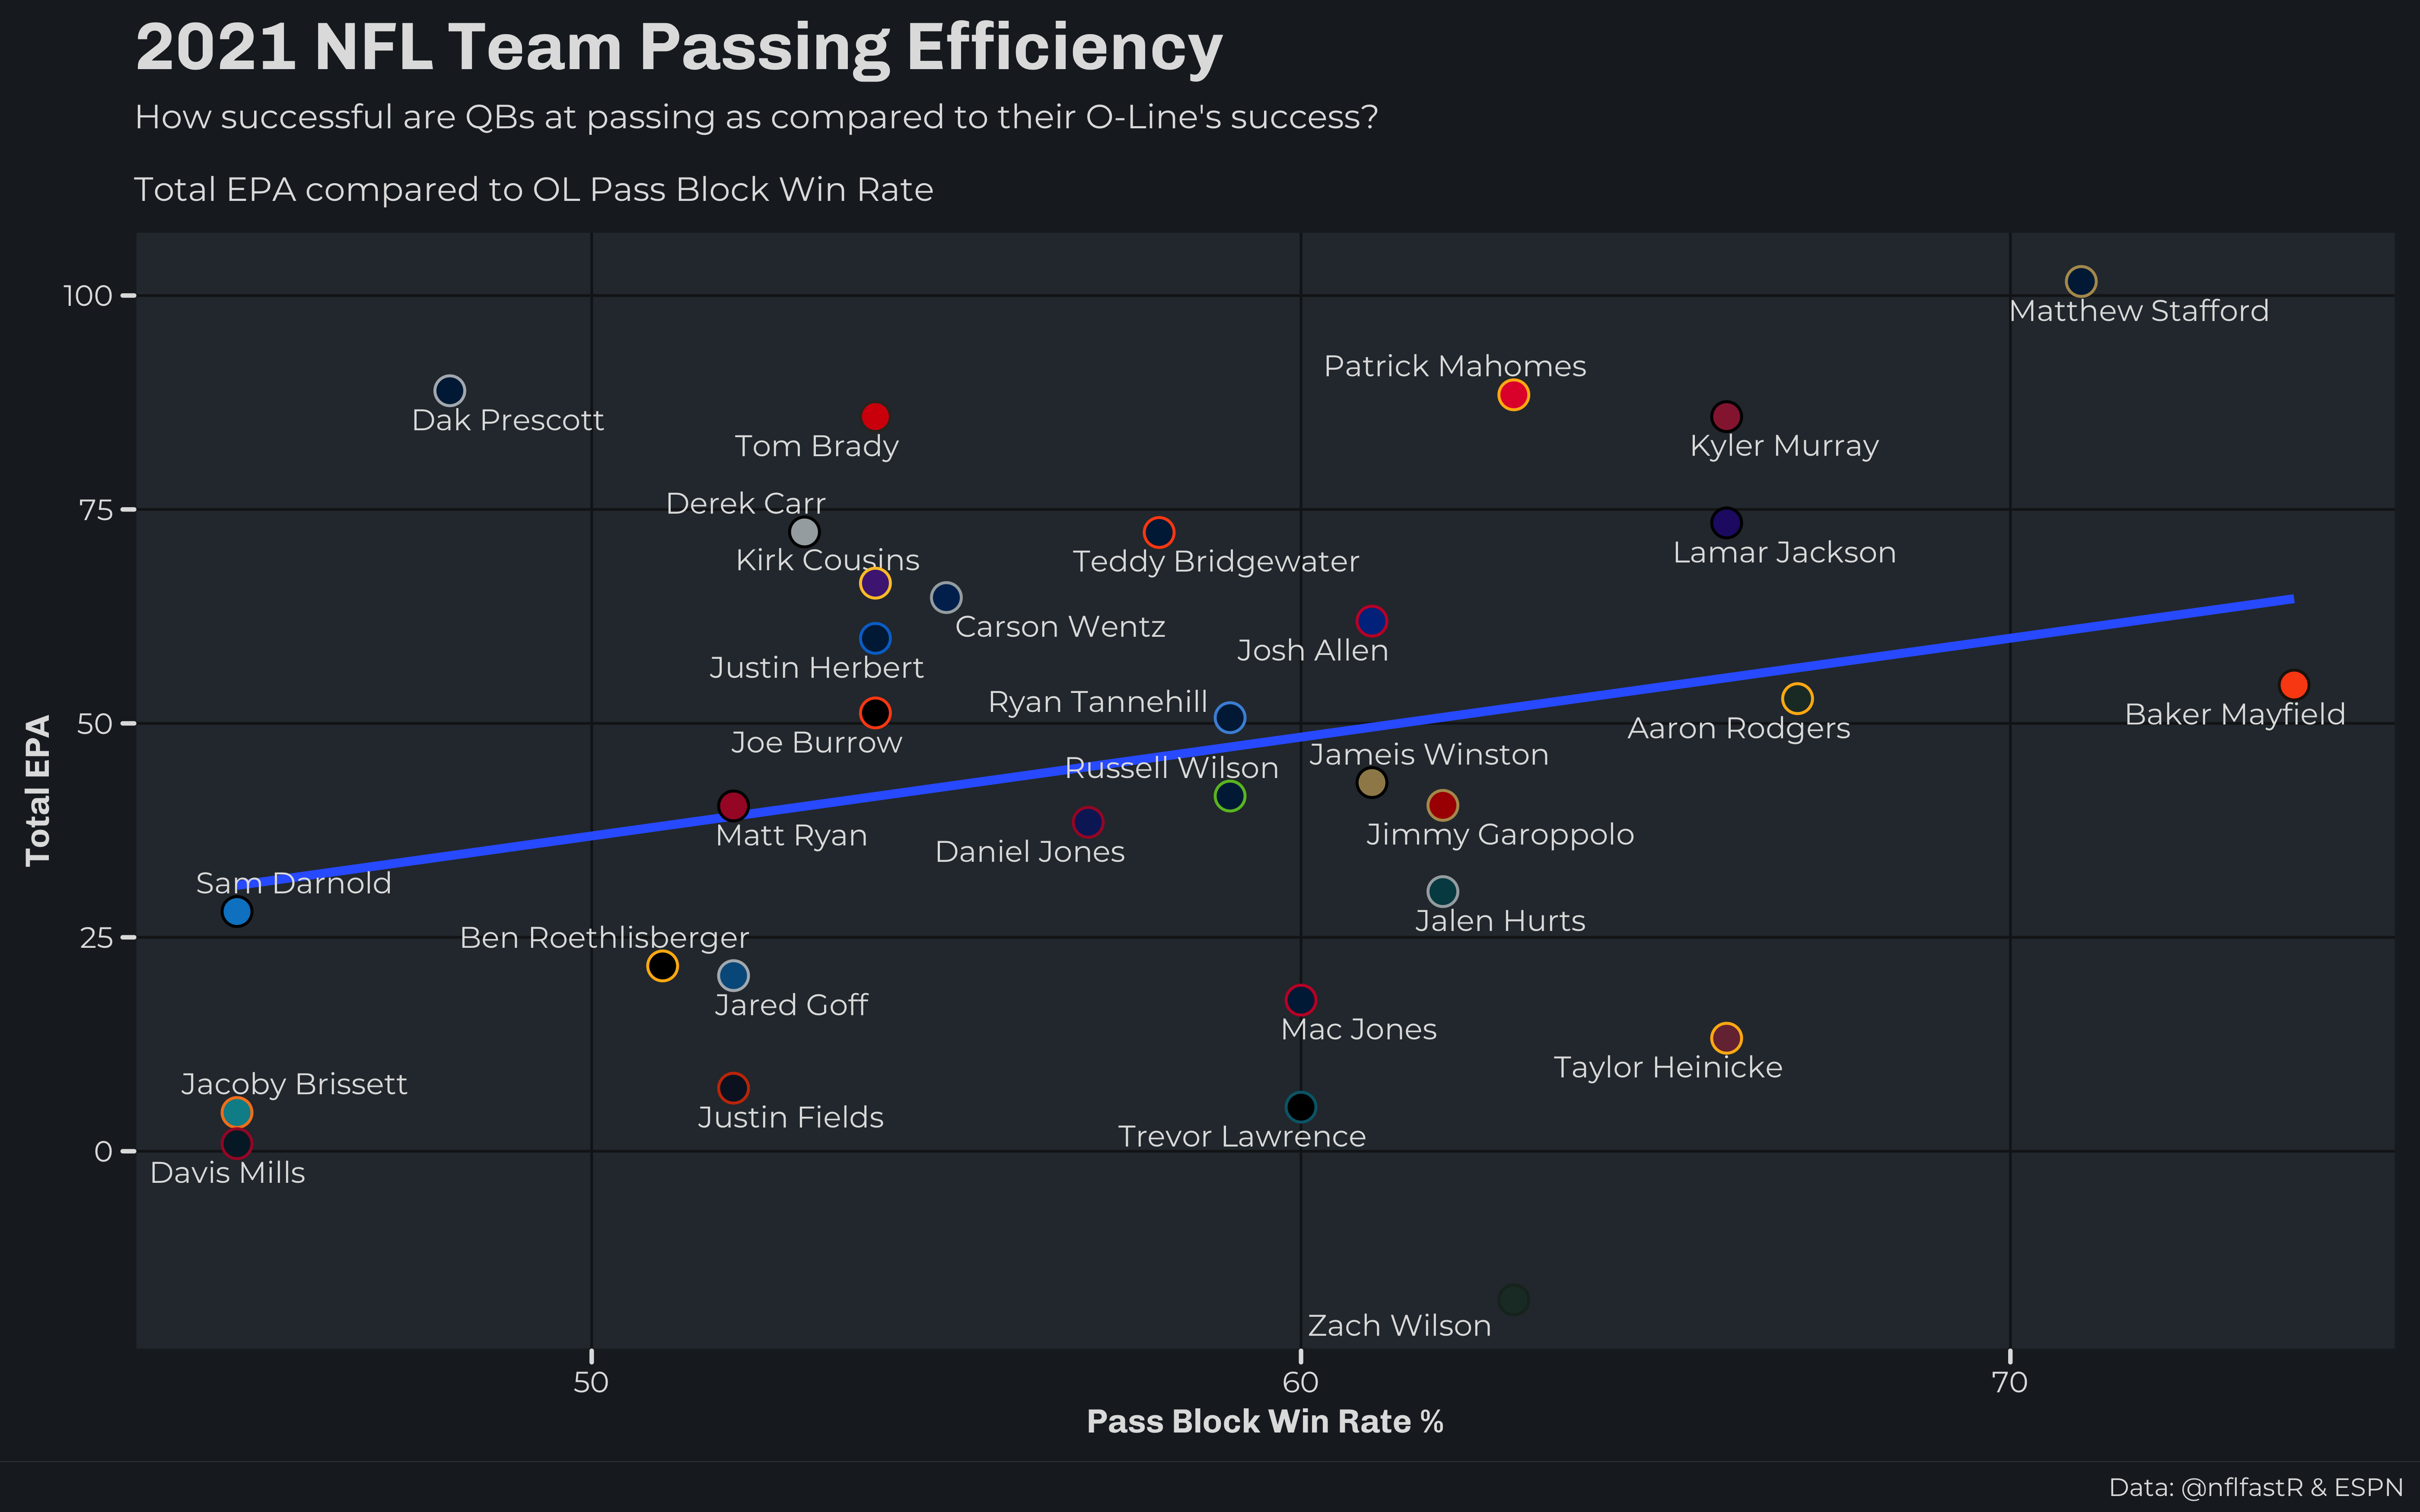 2021 NFL Team Passing Efficiency
How successful are QBs at passing as compared to their O-Line's success?
Total EPA compared to OL Pass Block Win Rate
Total EPA
100
75
50
25
0
Matthew Stafford
Patrick Mahomes
Dak Prescott
Tom Brady
Kyler Murray
Derek Carr
Lamar Jackson
Kirk Cousins
Teddy Bridgewater
Carson Wentz
Josh Allen
Justin Herbert
Ryan Tannehill
Baker Mayfield
Aaron Rodgers
Joe Burrow
Jameis Winston
Russell Wilson
Matt Ryan
Jimmy Garoppolo
Daniel Jones
Sam Darnold
Jalen Hurts
Ben Roethlisberger
Jared Goff
Mac Jones
Taylor Heinicke
Jacoby Brissett
Justin Fields
Trevor Lawrence
Davis Mills
Zach Wilson
50
60
70
Pass Block Win Rate %
Data: @nflfastR & ESPN